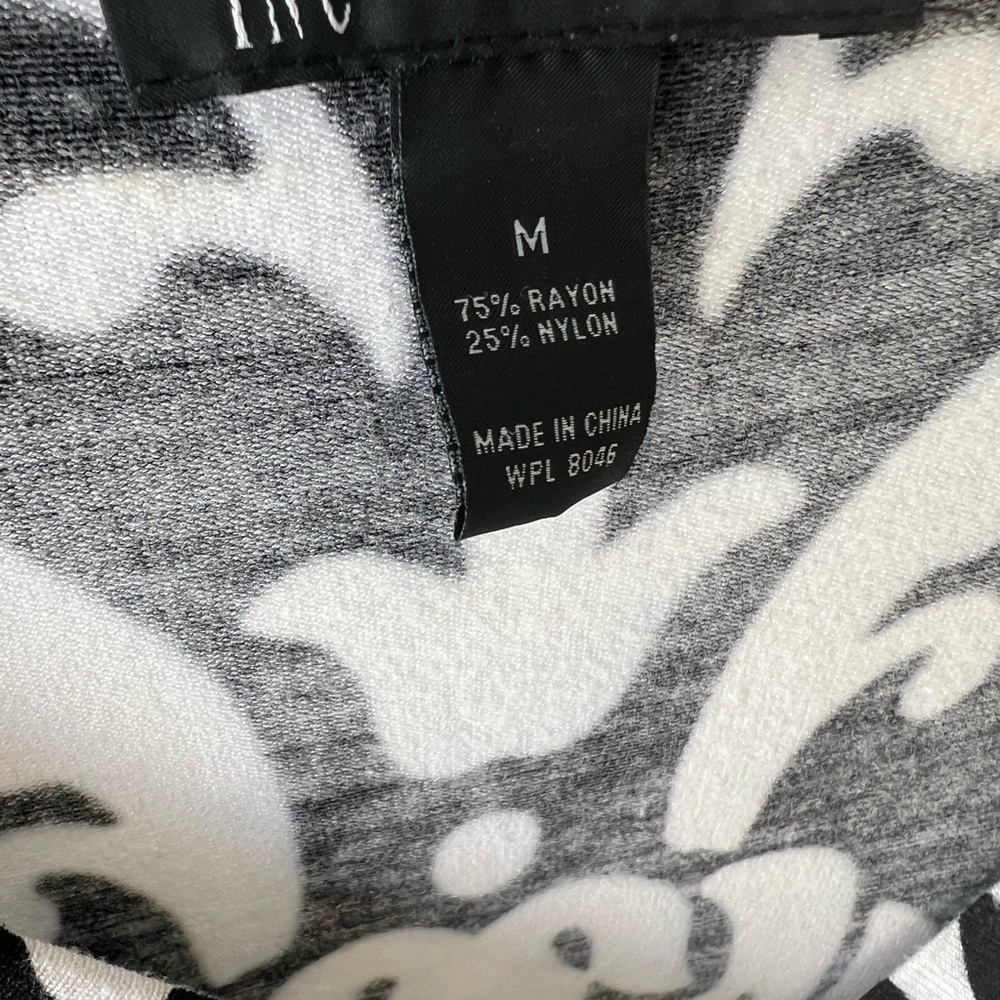 M
75% RAYON
25% NYLON
MADE IN CHINA
WPL 8046